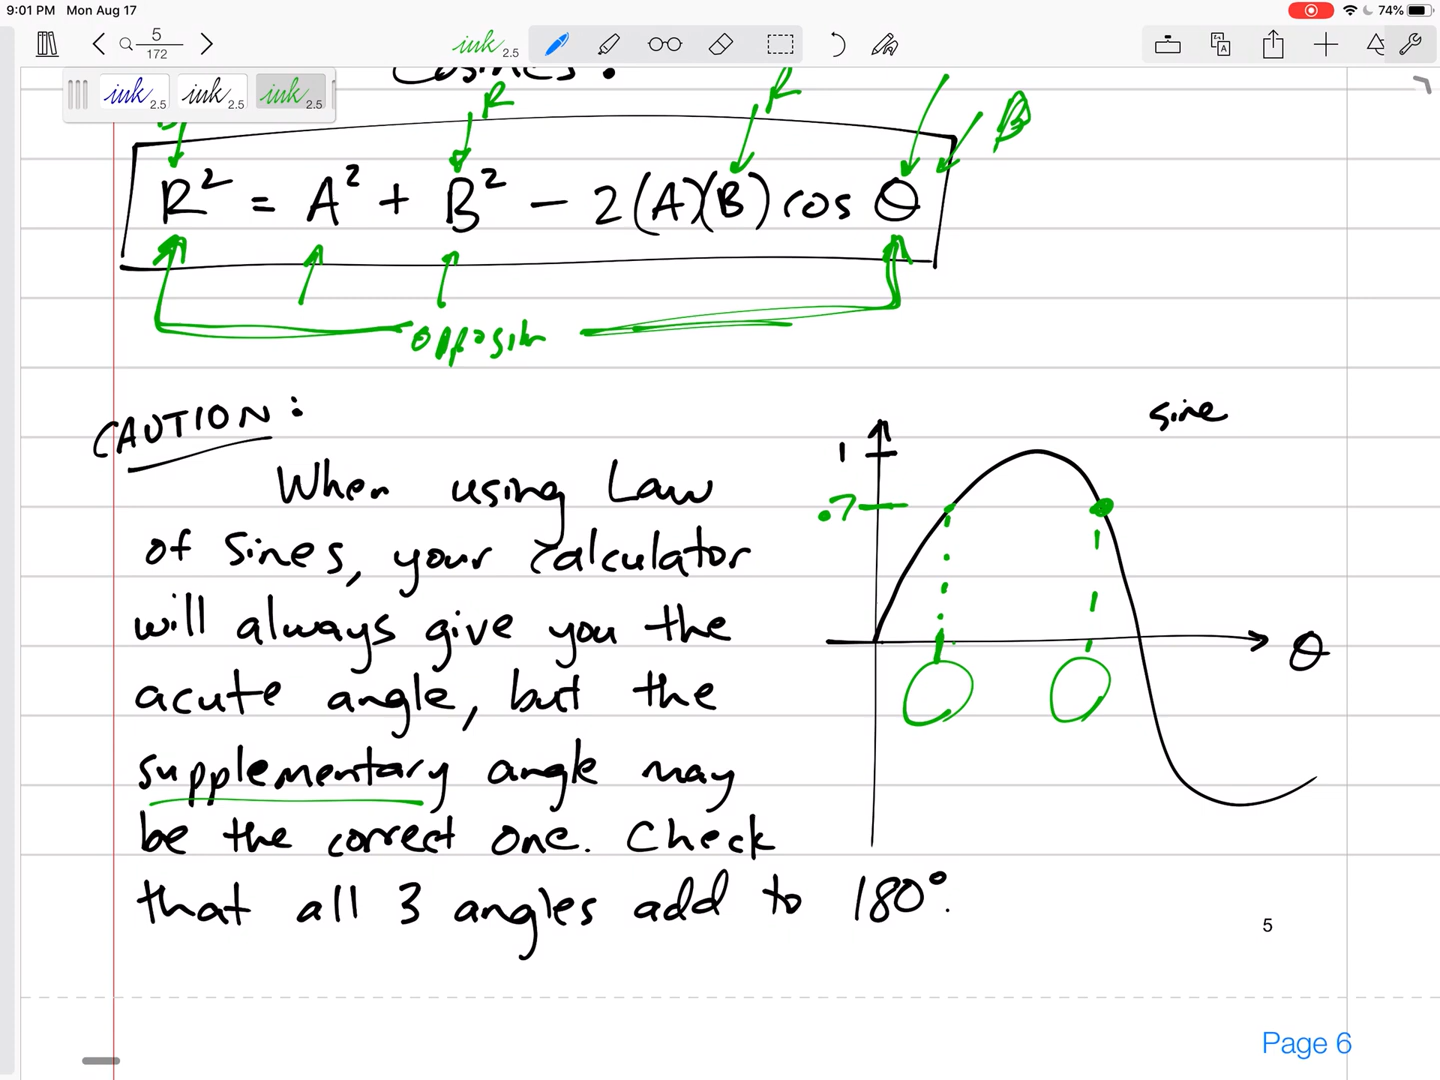 9:01 PM Mon Aug 17
74%
5
172
ink 2.5
ink 2.5 ink 2.5 ink 2.5
Cosines:
R R β
R² = A² + B² − 2(A)(B) cos θ
opposite
CAUTION:
When using Law
of Sines, your calculator
will always give you the
acute angle, but the
supplementary angle may
be the correct one. Check
that all 3 angles add to 180°.
sine
1
.7
θ
5
Page 6